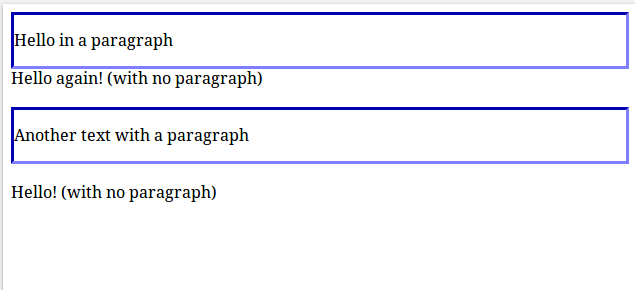 Hello in a paragraph
Hello again! (with no paragraph)
Another text with a paragraph
Hello! (with no paragraph)